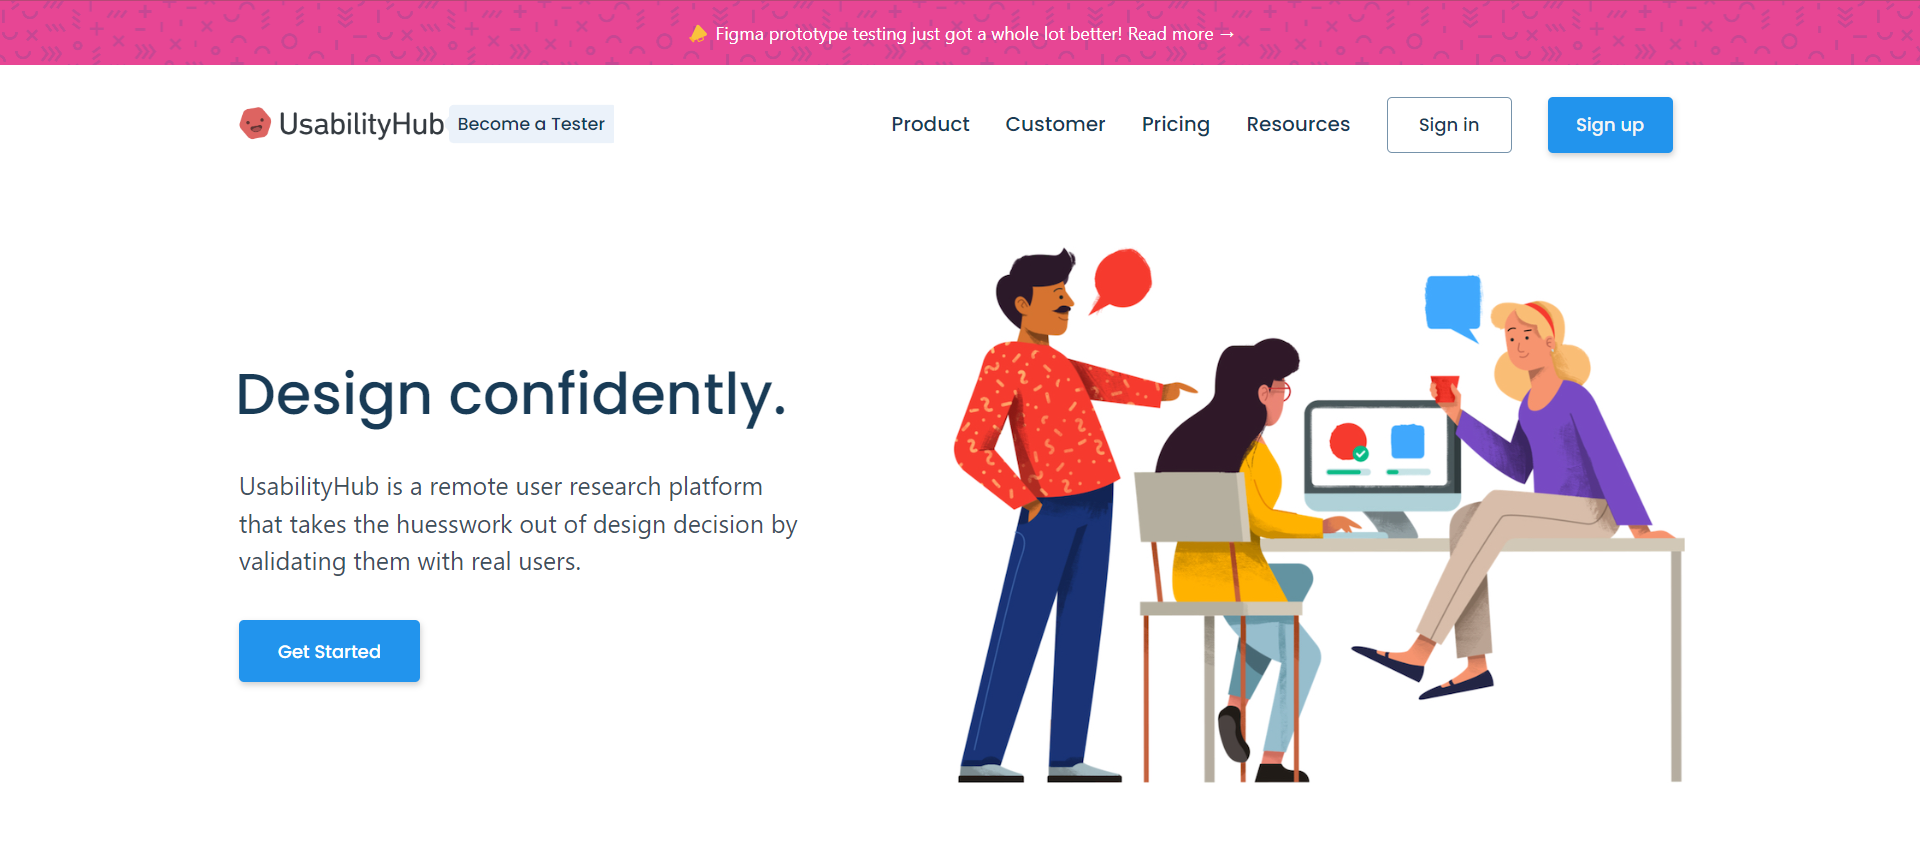 Figma prototype testing just got a whole lot better! Read more →
UsabilityHub Become a Tester Product Customer Pricing Resources Sign in Sign up
Design confidently.
UsabilityHub is a remote user research platform
that takes the huesswork out of design decision by
validating them with real users.
Get Started